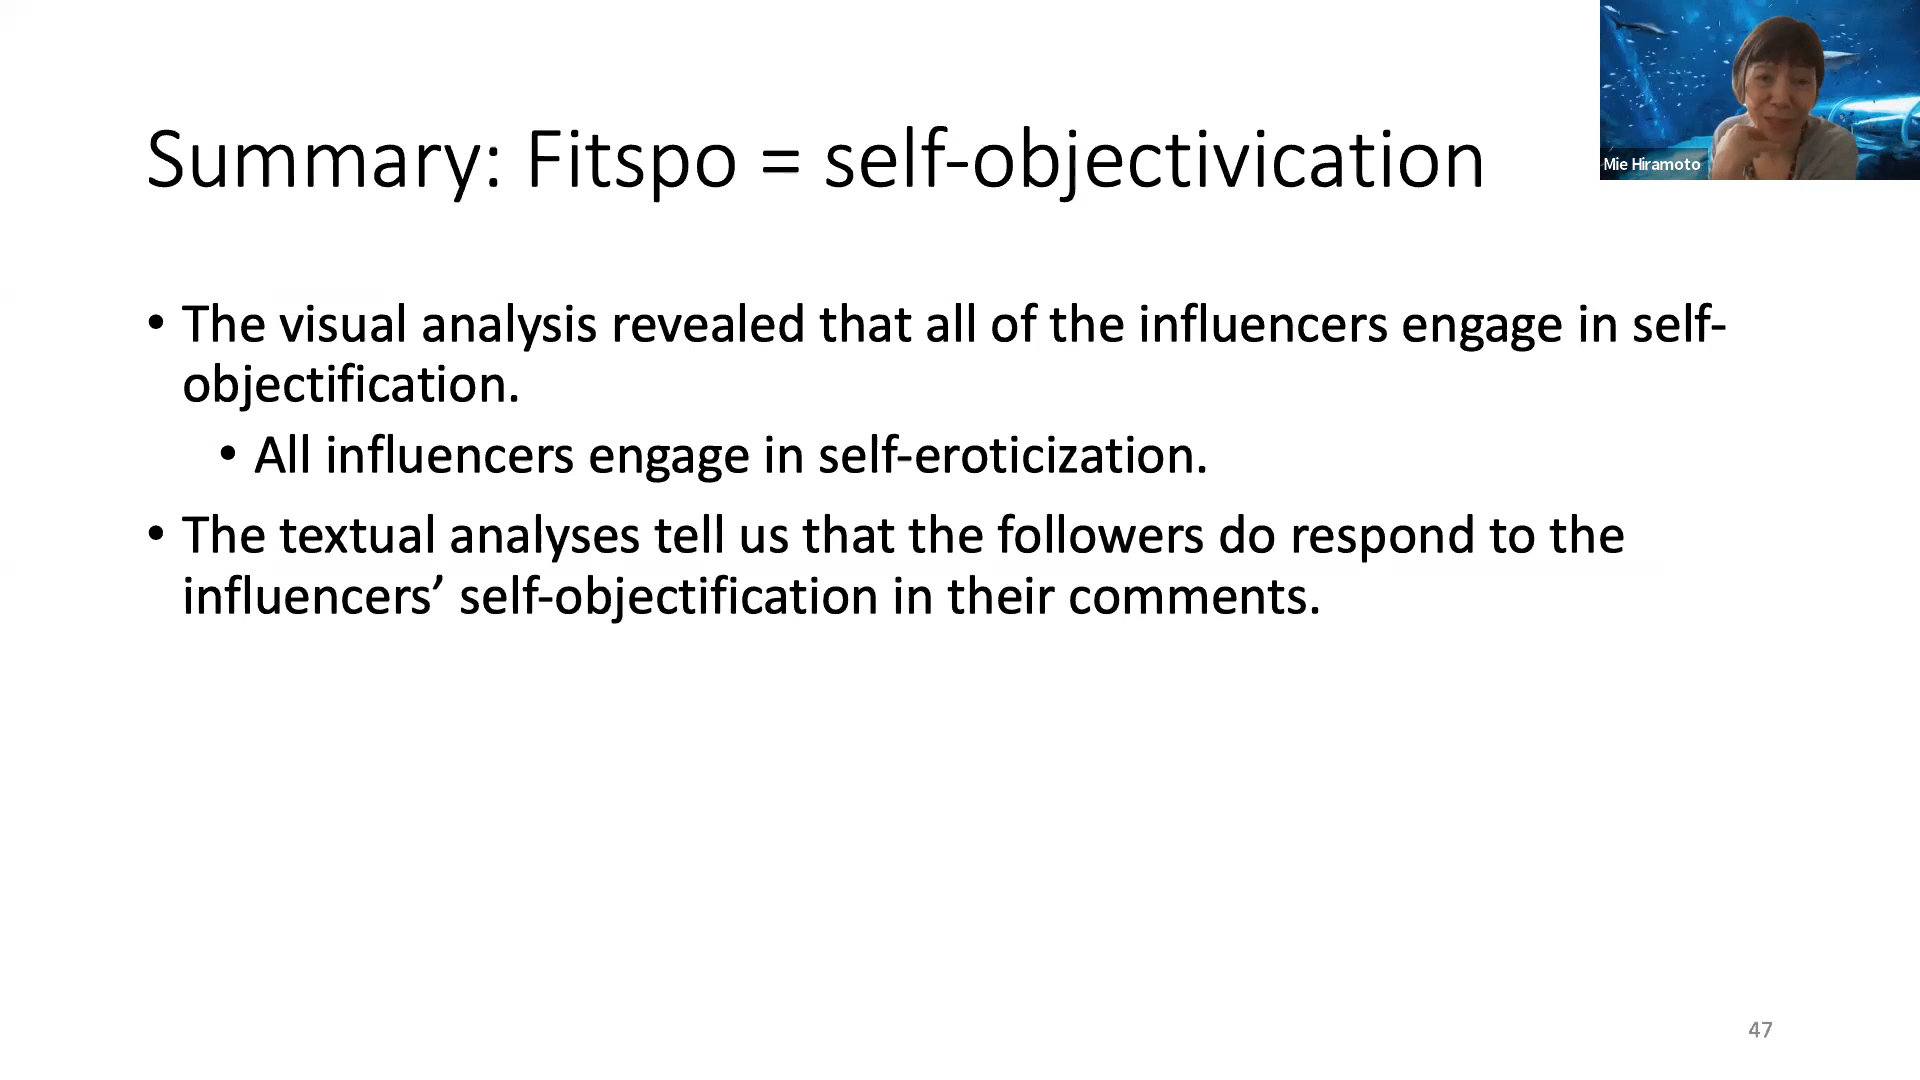 Summary: Fitspo = self-objectivication
Mie Hiramoto
• The visual analysis revealed that all of the influencers engage in self-
objectification.
• All influencers engage in self-eroticization.
• The textual analyses tell us that the followers do respond to the
influencers’ self-objectification in their comments.
47